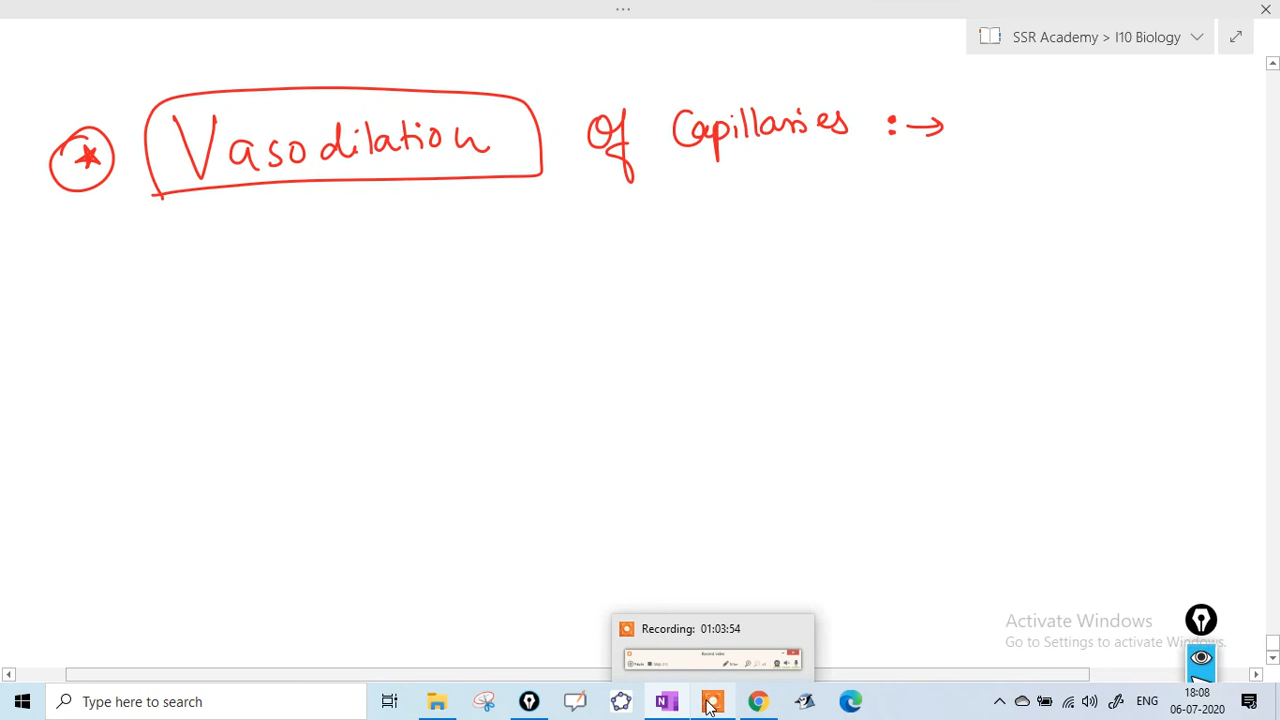 SSR Academy > I10 Biology
Vasodilation Of Capillaries :→
Recording: 01:03:54
Activate Windows
Go to Settings to activate Windows.
Type here to search
ENG
18:08
06-07-2020